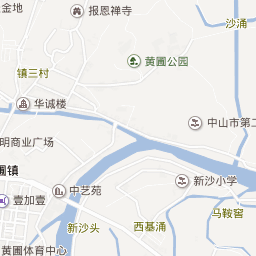 金地
报恩禅寺
沙涌
黄圃公园
镇三村
华诚楼
中山市第二
明商业广场
圃镇
中艺苑
新沙小学
壹加壹
马鞍窖
新沙头
西基涌
黄圃体育中心